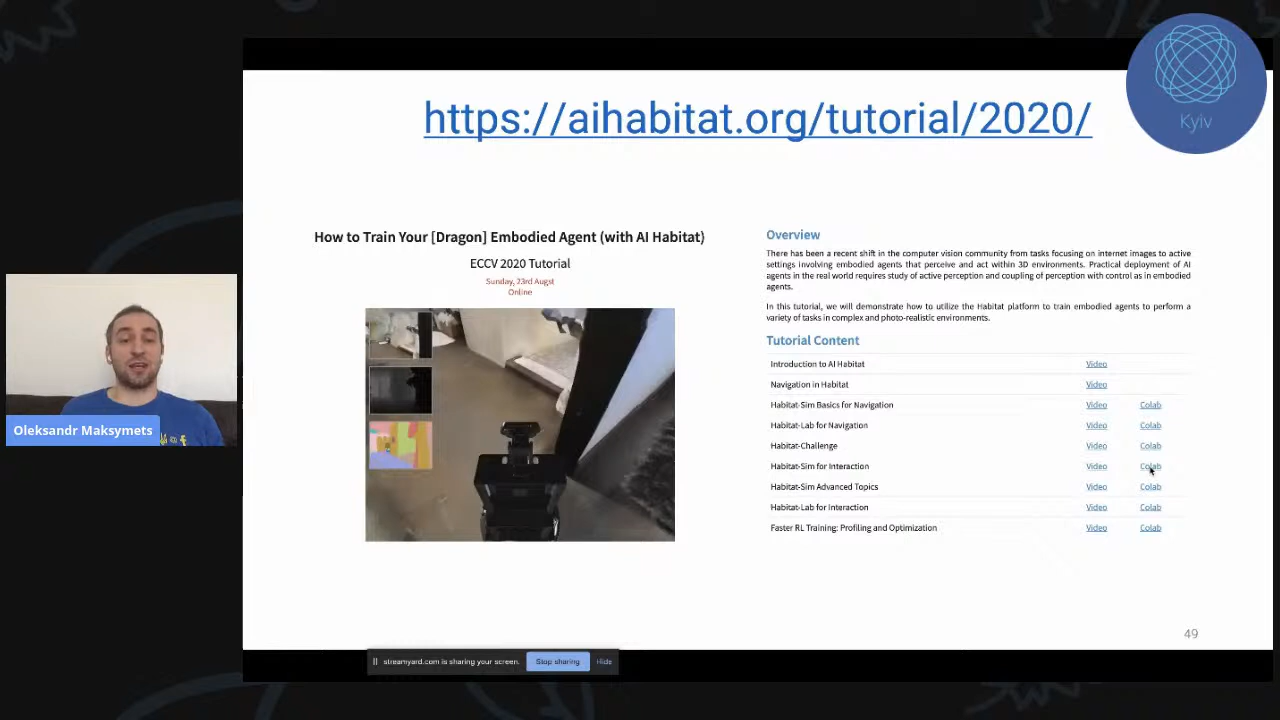 https://aihabitat.org/tutorial/2020/
Kyiv
How to Train Your [Dragon] Embodied Agent (with AI Habitat)
ECCV 2020 Tutorial
Sunday, 23rd Augst
Online
Overview
There has been a recent shift in the computer vision community from tasks focusing on internet images to active
settings involving embodied agents that perceive and act within 3D environments. Practical deployment of AI
agents in the real world requires study of active perception and coupling of perception with control as in embodied
agents.
In this tutorial, we will demonstrate how to utilize the Habitat platform to train embodied agents to perform a
variety of tasks in complex and photo-realistic environments.
Tutorial Content
Introduction to AI Habitat Video
Navigation in Habitat Video
Habitat-Sim Basics for Navigation Video Colab
Habitat-Lab for Navigation Video Colab
Habitat-Challenge Video Colab
Habitat-Sim for Interaction Video Colab
Habitat-Sim Advanced Topics Video Colab
Habitat-Lab for Interaction Video Colab
Faster RL Training: Profiling and Optimization Video Colab
Oleksandr Maksymets
49
streamyard.com is sharing your screen. Stop sharing Hide